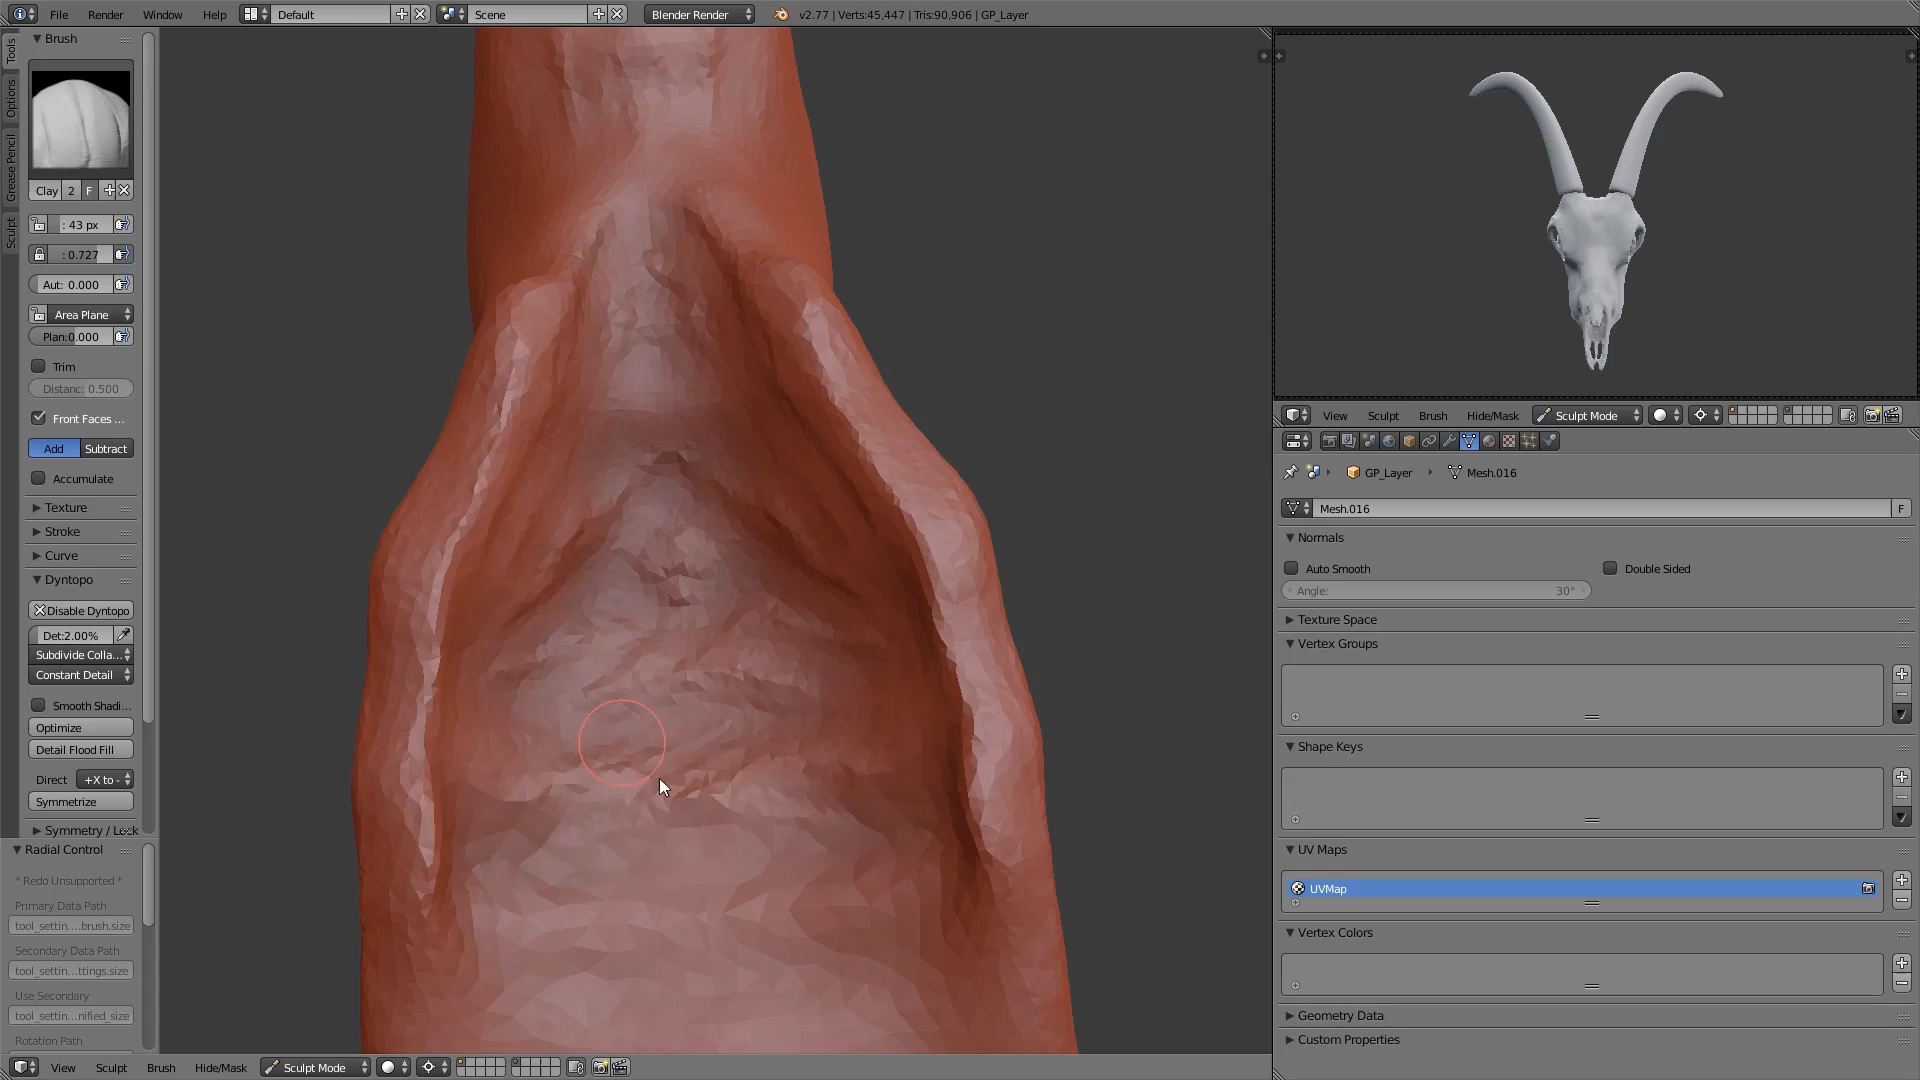 File Render Window Help Default Scene Blender Render v2.77 | Verts:45,447 | Tris:90,906 | GP_Layer
Tools
Options
Grease Pencil
Sculpt
Brush
Clay 2 F
: 43 px
: 0.727
Aut: 0.000
Area Plane
Plan:0.000
Trim
Distanc: 0.500
Front Faces ...
Add Subtract
Accumulate
Texture
Stroke
Curve
Dyntopo
Disable Dyntopo
Det:2.00%
Subdivide Colla...
Constant Detail
Smooth Shadi...
Optimize
Detail Flood Fill
Direct +X to -
Symmetrize
Symmetry / Lock
Radial Control
* Redo Unsupported *
Primary Data Path
tool_settin....brush.size
Secondary Data Path
tool_settin...ttings.size
Use Secondary
tool_settin...nified_size
Rotation Path
View Sculpt Brush Hide/Mask Sculpt Mode
View Sculpt Brush Hide/Mask Sculpt Mode
GP_Layer Mesh.016
Mesh.016 F
Normals
Auto Smooth Double Sided
Angle: 30°
Texture Space
Vertex Groups
Shape Keys
UV Maps
UVMap
Vertex Colors
Geometry Data
Custom Properties